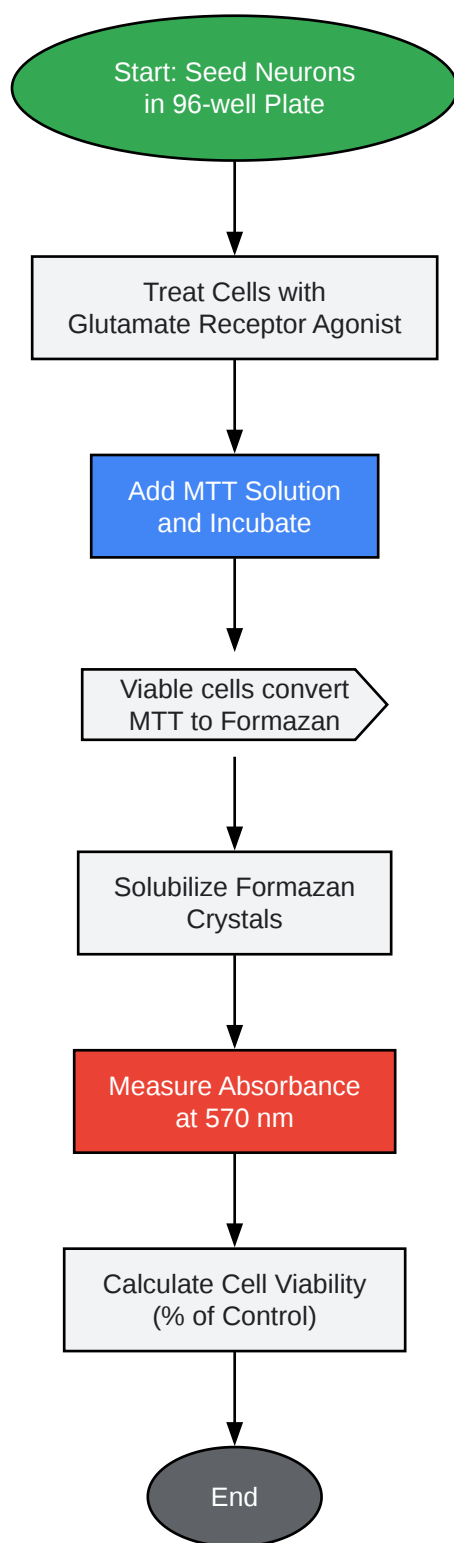 Start: Seed Neurons
in 96-well Plate
Treat Cells with
Glutamate Receptor Agonist
Add MTT Solution
and Incubate
Viable cells convert
MTT to Formazan
Solubilize Formazan
Crystals
Measure Absorbance
at 570 nm
Calculate Cell Viability
(% of Control)
End